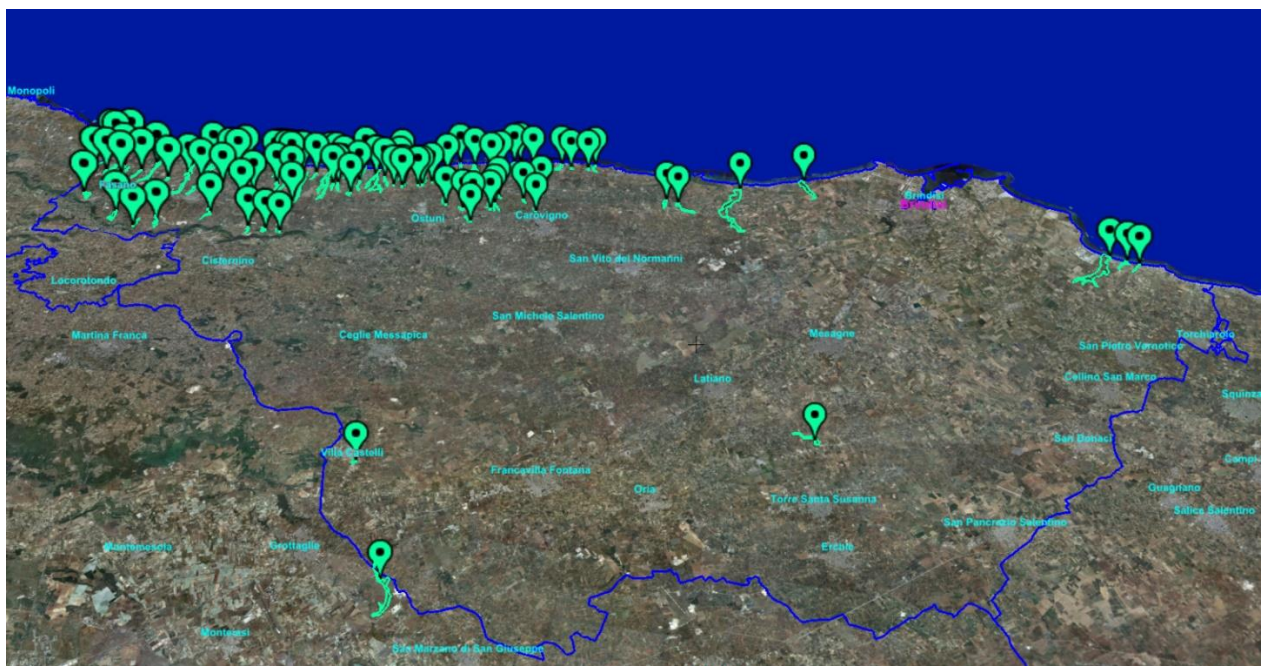 Monopoli
Fasano
Ostuni
Carovigno
Brindisi
Cisternino
San Vito dei Normanni
Locorotondo
San Michele Salentino
Martina Franca
Ceglie Messapica
Mesagne
Torchiarolo
San Pietro Vernotico
Latiano
Cellino San Marco
Squinza
San Donaci
Villa Castelli
Campi
Francavilla Fontana
Oria
Guagnano
Torre Santa Susanna
Salice Salentino
San Pancrazio Salentino
Montemesola
Grottaglie
Erchie
Monteiasi
San Marzano di San Giuseppe